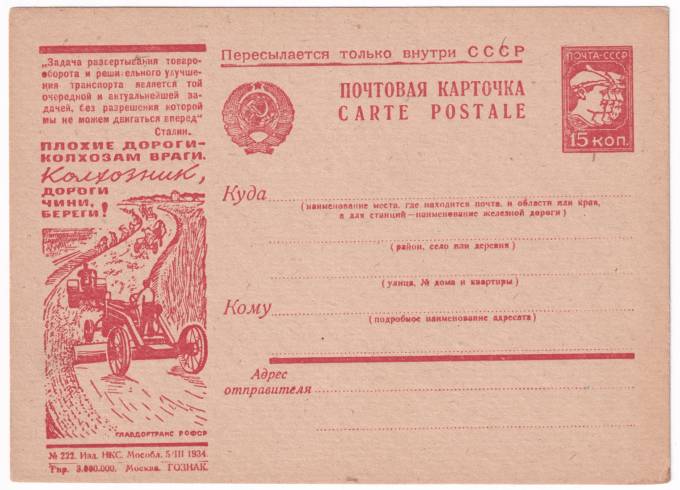 „Задача развертывания товаро-
оборота и решительного улучше-
ния транспорта является той
очередной и актуальнейшей за-
дачей, без разрешения которой
мы не можем двигаться вперед"
Сталин.
ПЛОХИЕ ДОРОГИ-
КОЛХОЗАМ ВРАГИ.
Колхозник,
ДОРОГИ
ЧИНИ,
БЕРЕГИ!
ГЛАВДОРТРАНС РСФСР
№ 222. Изд. НКС. Мособл. 5/III 1934.
Тир. 3.000.000. Москва. ГОЗНАК.
Пересылается только внутри СССР
ПОЧТОВАЯ КАРТОЧКА
CARTE POSTALE
ПОЧТА-СССР
15 КОП.
Куда
(наименование места, где находится почта, и области или края,
а для станций—наименование железной дороги)
(район, село или деревня)
(улица, № дома и квартиры)
Кому
(подробное наименование адресата)
Адрес
отправителя